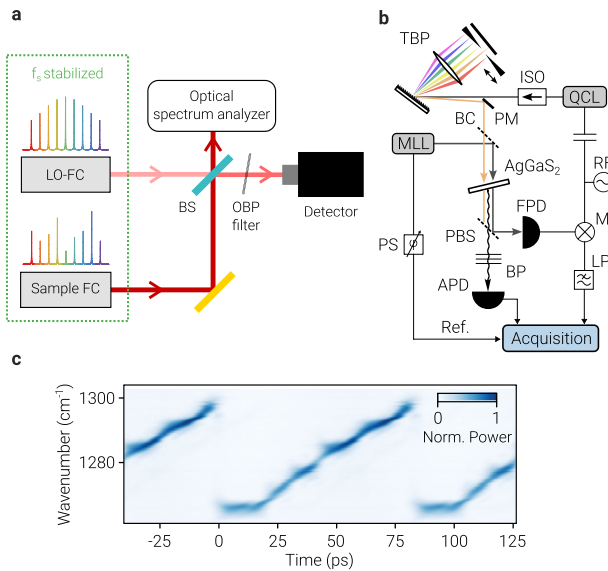 a
fs stabilized
LO-FC
Sample FC
Optical
spectrum analyzer
BS
OBP
filter
Detector
b
TBP
ISO
QCL
PM
BC
MLL
AgGaS2
RF
FPD
PS
PBS
M
BP
LP
APD
Ref.
Acquisition
c
Wavenumber (cm-1)
1300
1280
0
1
Norm. Power
-25
0
25
50
75
100
125
Time (ps)